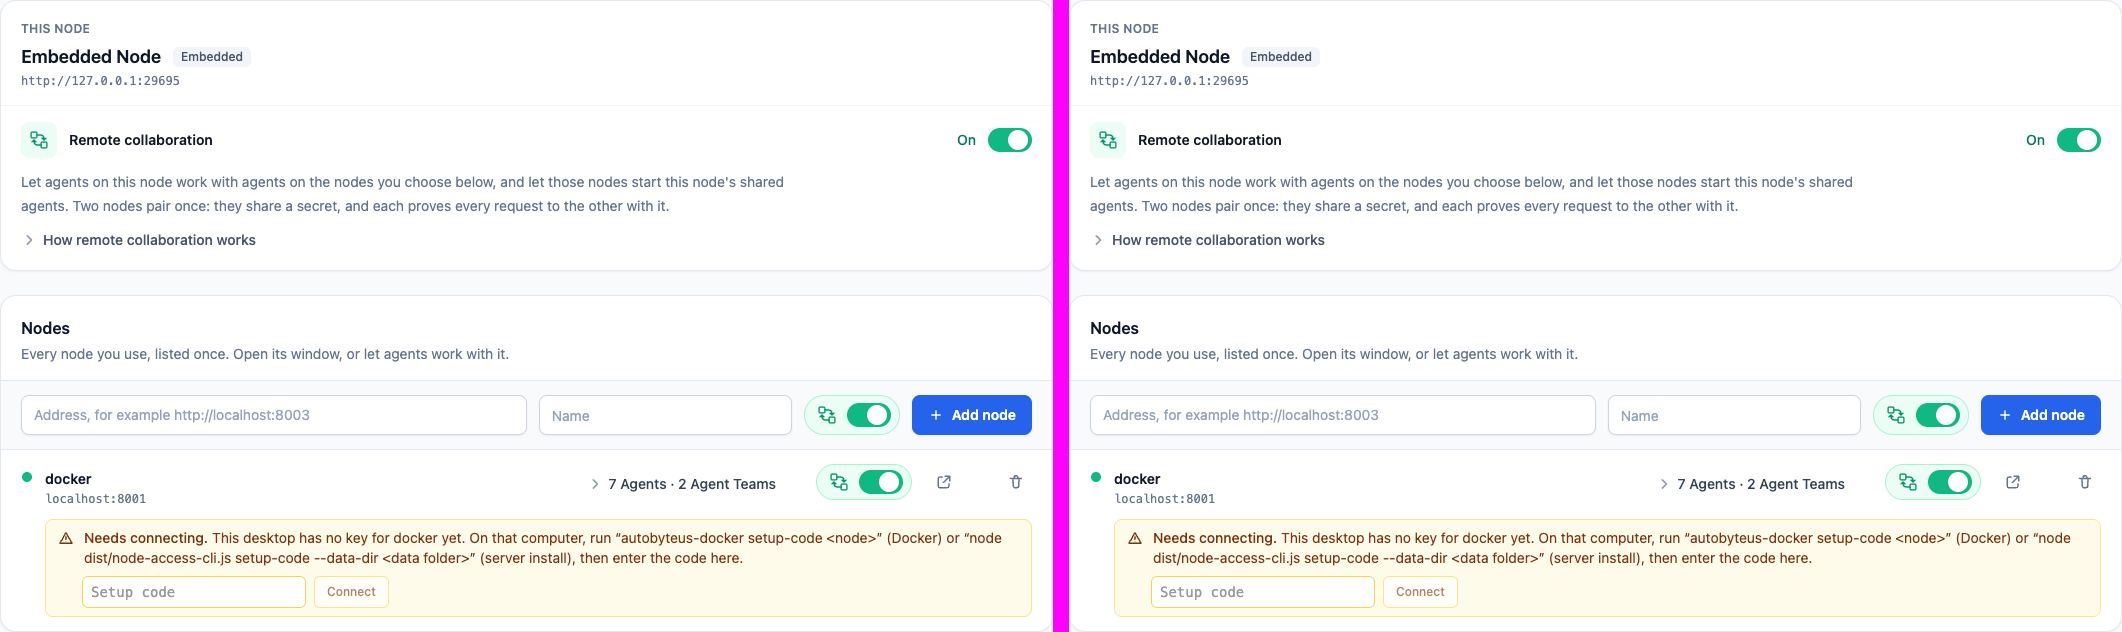 THIS NODE
Embedded Node Embedded
http://127.0.0.1:29695
Remote collaboration On
Let agents on this node work with agents on the nodes you choose below, and let those nodes start this node's shared
agents. Two nodes pair once: they share a secret, and each proves every request to the other with it.
How remote collaboration works
Nodes
Every node you use, listed once. Open its window, or let agents work with it.
Address, for example http://localhost:8003 Name + Add node
docker 7 Agents · 2 Agent Teams
localhost:8001
Needs connecting. This desktop has no key for docker yet. On that computer, run “autobyteus-docker setup-code <node>” (Docker) or “node
dist/node-access-cli.js setup-code --data-dir <data folder>” (server install), then enter the code here.
Setup code Connect
THIS NODE
Embedded Node Embedded
http://127.0.0.1:29695
Remote collaboration On
Let agents on this node work with agents on the nodes you choose below, and let those nodes start this node's shared
agents. Two nodes pair once: they share a secret, and each proves every request to the other with it.
How remote collaboration works
Nodes
Every node you use, listed once. Open its window, or let agents work with it.
Address, for example http://localhost:8003 Name + Add node
docker 7 Agents · 2 Agent Teams
localhost:8001
Needs connecting. This desktop has no key for docker yet. On that computer, run “autobyteus-docker setup-code <node>” (Docker) or “node
dist/node-access-cli.js setup-code --data-dir <data folder>” (server install), then enter the code here.
Setup code Connect